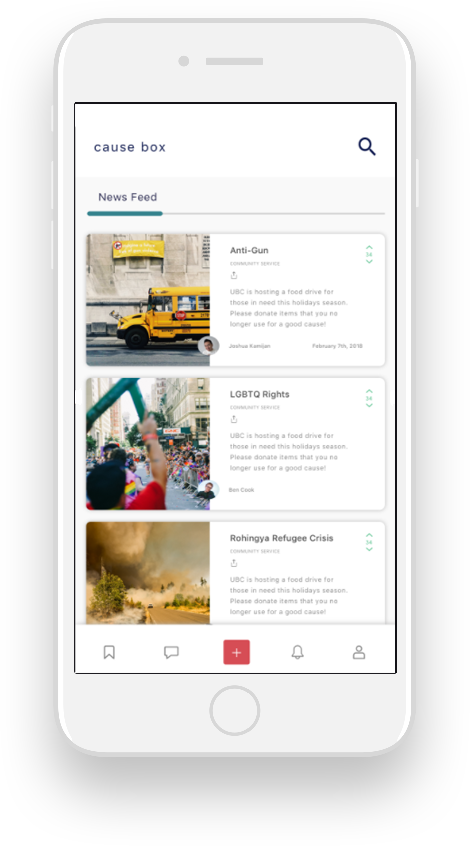 cause box
News Feed
Anti-Gun
COMMUNITY SERVICE
UBC is hosting a food drive for
those in need this holidays season.
Please donate items that you no
longer use for a good cause!
34
Joshua Kamijan
February 7th, 2018
STOP
LGBTQ Rights
COMMUNITY SERVICE
UBC is hosting a food drive for
those in need this holidays season.
Please donate items that you no
longer use for a good cause!
34
Ben Cook
Rohingya Refugee Crisis
COMMUNITY SERVICE
UBC is hosting a food drive for
those in need this holidays season.
Please donate items that you no
longer use for a good cause!
34